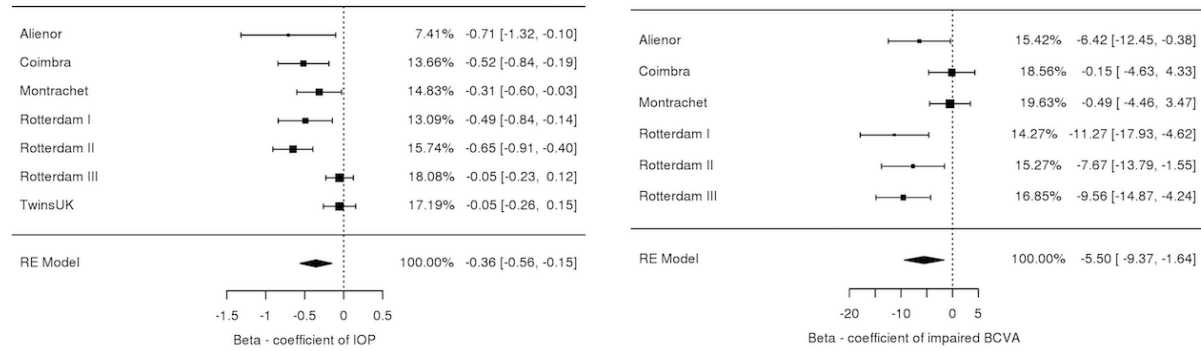 Alienor 7.41% -0.71 [-1.32, -0.10]
Coimbra 13.66% -0.52 [-0.84, -0.19]
Montrachet 14.83% -0.31 [-0.60, -0.03]
Rotterdam I 13.09% -0.49 [-0.84, -0.14]
Rotterdam II 15.74% -0.65 [-0.91, -0.40]
Rotterdam III 18.08% -0.05 [-0.23, 0.12]
TwinsUK 17.19% -0.05 [-0.26, 0.15]
RE Model 100.00% -0.36 [-0.56, -0.15]
-1.5 -1 -0.5 0 0.5
Beta - coefficient of IOP
Alienor 15.42% -6.42 [-12.45, -0.38]
Coimbra 18.56% -0.15 [ -4.63, 4.33]
Montrachet 19.63% -0.49 [ -4.46, 3.47]
Rotterdam I 14.27% -11.27 [-17.93, -4.62]
Rotterdam II 15.27% -7.67 [-13.79, -1.55]
Rotterdam III 16.85% -9.56 [-14.87, -4.24]
RE Model 100.00% -5.50 [ -9.37, -1.64]
-20 -10 0 5
Beta - coefficient of impaired BCVA